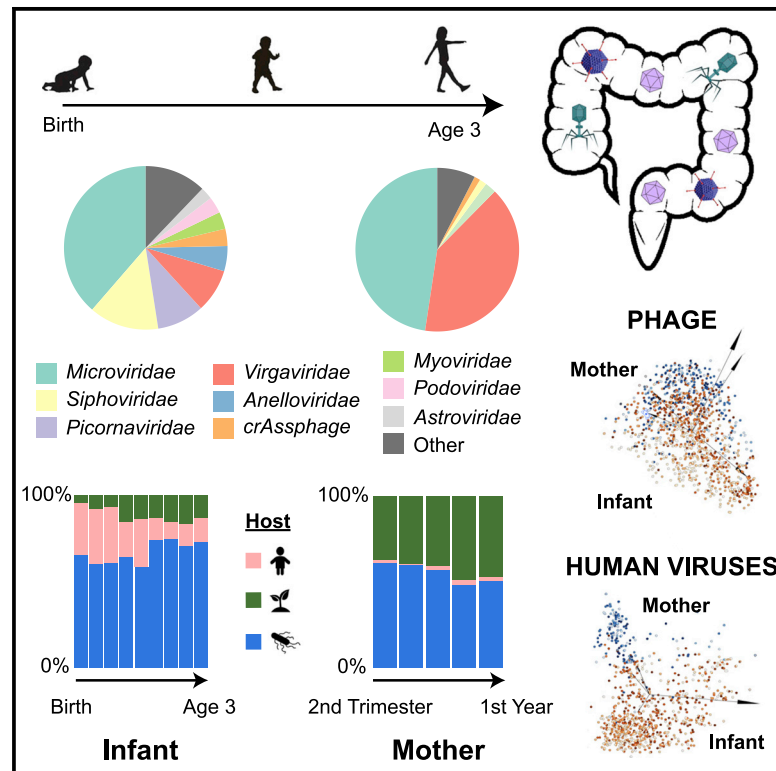 Birth
Age 3
Microviridae
Siphoviridae
Picornaviridae
Virgaviridae
Anelloviridae
crAssphage
Myoviridae
Podoviridae
Astroviridae
Other
PHAGE
Mother
Infant
100%
0%
Birth
Age 3
Infant
Host
100%
0%
2nd Trimester
1st Year
Mother
HUMAN VIRUSES
Mother
Infant